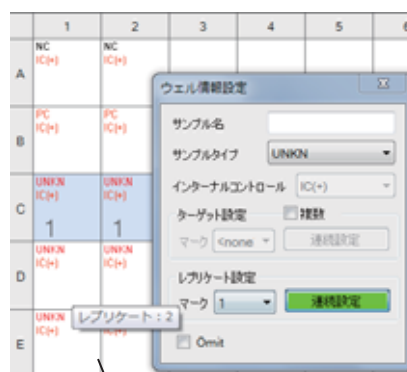 1 2 3 4 5 6
A NC NC
IC(+) IC(+)
B PC PC
IC(+) IC(+)
C UNKN UNKN
IC(+) IC(+)
1 1
D UNKN UNKN
IC(+) IC(+)
E UNKN UNKN
IC(+) IC(+)
レプリケート：2
ウェル情報設定
サンプル名
サンプルタイプ UNKN
インターナルコントロール IC(+)
ターゲット設定 複数
マーク <none 連続設定
レプリケート設定
マーク 1 連続設定
Omit